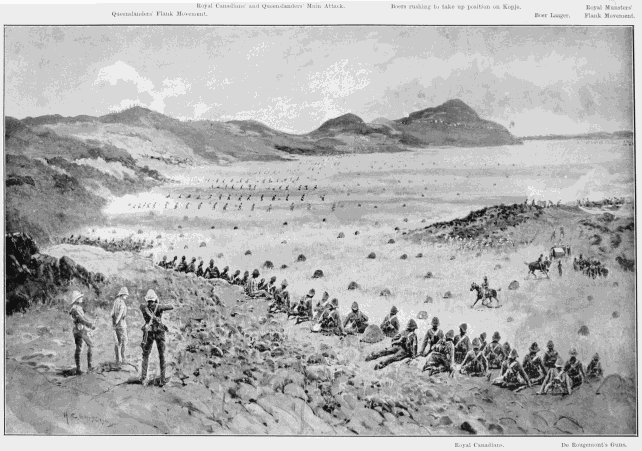 Royal Canadians' and Queenslanders' Main Attack.
Boers rushing to take up position on Kopje.
Royal Munsters'
Queenslanders' Flank Movement.
Boer Laager.
Flank Movement.
Royal Canadians.
De Rougemont's Guns.